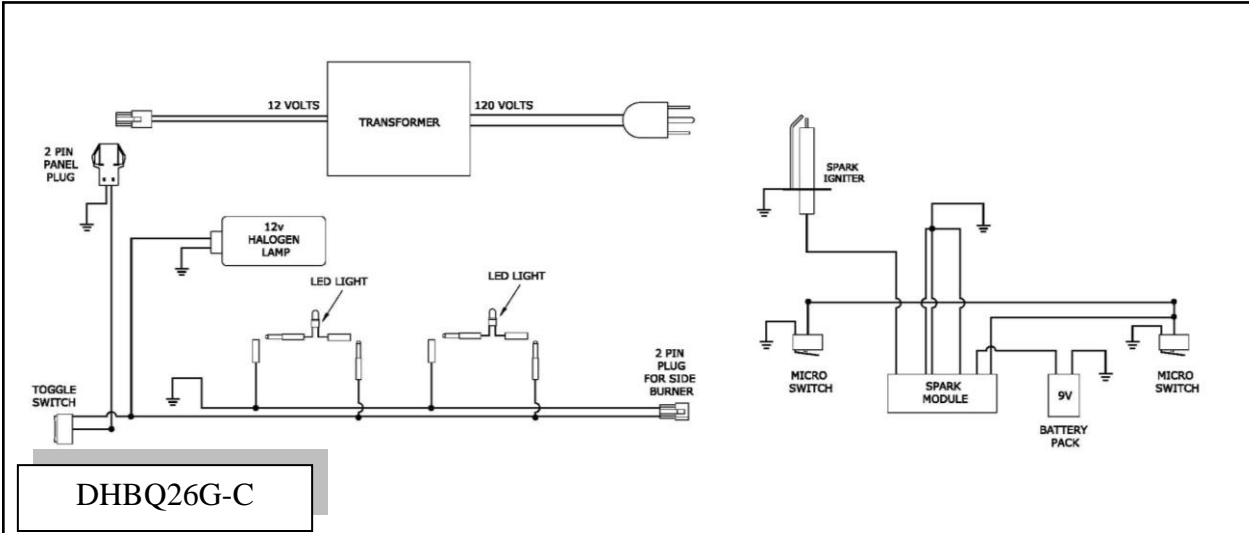 12 VOLTS
TRANSFORMER
120 VOLTS
2 PIN
PANEL
PLUG
12v
HALOGEN
LAMP
LED LIGHT
LED LIGHT
2 PIN
PLUG
FOR SIDE
BURNER
TOGGLE
SWITCH
SPARK
IGNITER
MICRO
SWITCH
SPARK
MODULE
9V
BATTERY
PACK
MICRO
SWITCH
DHBQ26G-C